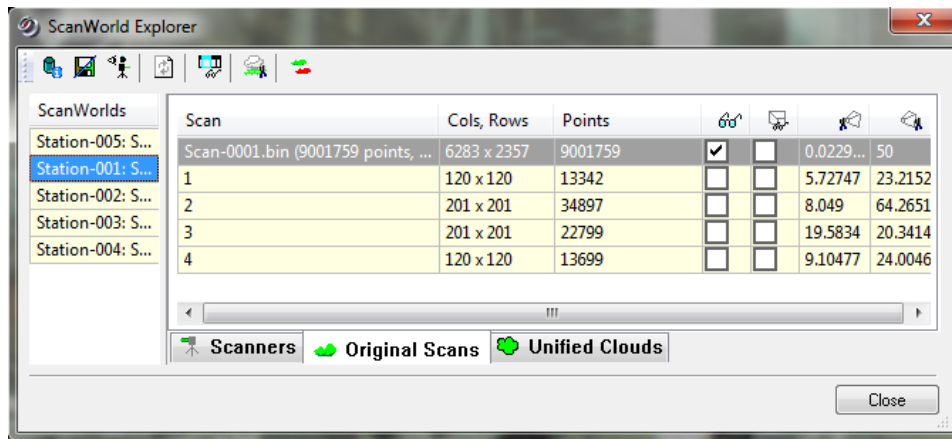 ScanWorld Explorer
ScanWorlds
Station-005: S...
Station-001: S...
Station-002: S...
Station-003: S...
Station-004: S...
Scan Cols, Rows Points
Scan-0001.bin (9001759 points, ... 6283 x 2357 9001759 0.0229... 50
1 120 x 120 13342 5.72747 23.2152
2 201 x 201 34897 8.049 64.2651
3 201 x 201 22799 19.5834 20.3414
4 120 x 120 13699 9.10477 24.0046
Scanners Original Scans Unified Clouds
Close